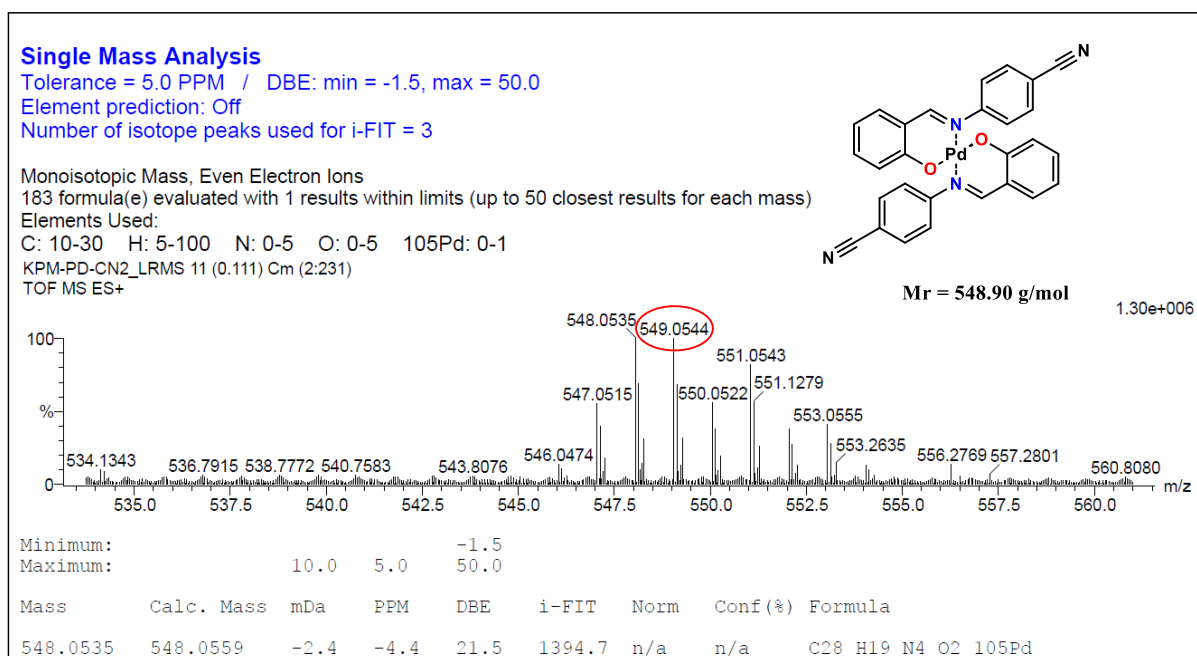 Single Mass Analysis
Tolerance = 5.0 PPM / DBE: min = -1.5, max = 50.0
Element prediction: Off
Number of isotope peaks used for i-FIT = 3
Monoisotopic Mass, Even Electron Ions
183 formula(e) evaluated with 1 results within limits (up to 50 closest results for each mass)
Elements Used:
C: 10-30 H: 5-100 N: 0-5 O: 0-5 105Pd: 0-1
KPM-PD-CN2_LRMS 11 (0.111) Cm (2:231)
TOF MS ES+
N
N
O
Pd
O
N
N
Mr = 548.90 g/mol
1.30e+006
100
%
0
548.0535
549.0544
551.0543
551.1279
547.0515
550.0522
553.0555
553.2635
534.1343
536.7915
538.7772
540.7583
543.8076
546.0474
556.2769
557.2801
560.8080
m/z
535.0 537.5 540.0 542.5 545.0 547.5 550.0 552.5 555.0 557.5 560.0
Minimum: -1.5
Maximum: 10.0 5.0 50.0
Mass Calc. Mass mDa PPM DBE i-FIT Norm Conf(%) Formula
548.0535 548.0559 -2.4 -4.4 21.5 1394.7 n/a n/a C28 H19 N4 O2 105Pd